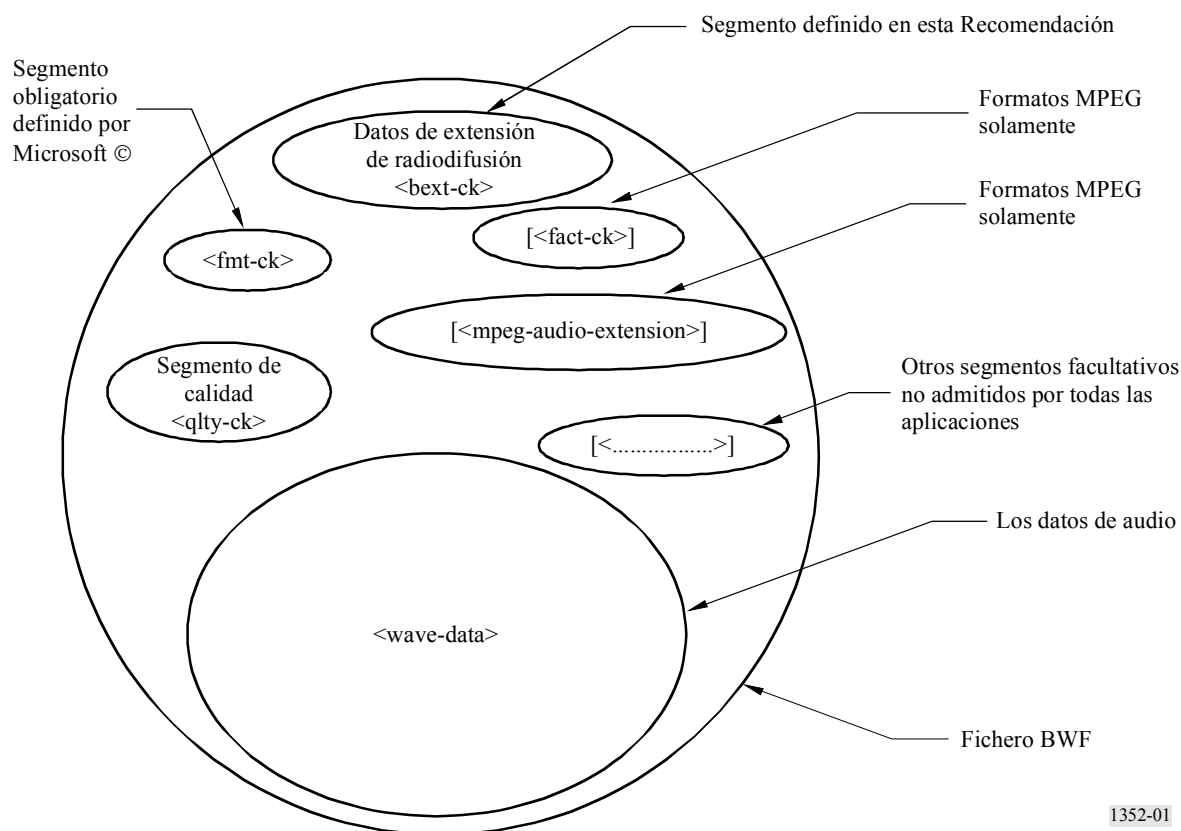 Segmento definido en esta Recomendación
Segmento
obligatorio
definido por
Microsoft ©
Formatos MPEG
solamente
Datos de extensión
de radiodifusión
<bext-ck>
Formatos MPEG
solamente
[<fact-ck>]
<fmt-ck>
[<mpeg-audio-extension>]
Segmento de
calidad
<qlty-ck>
Otros segmentos facultativos
no admitidos por todas las
aplicaciones
[<.................>]
Los datos de audio
<wave-data>
Fichero BWF
1352-01